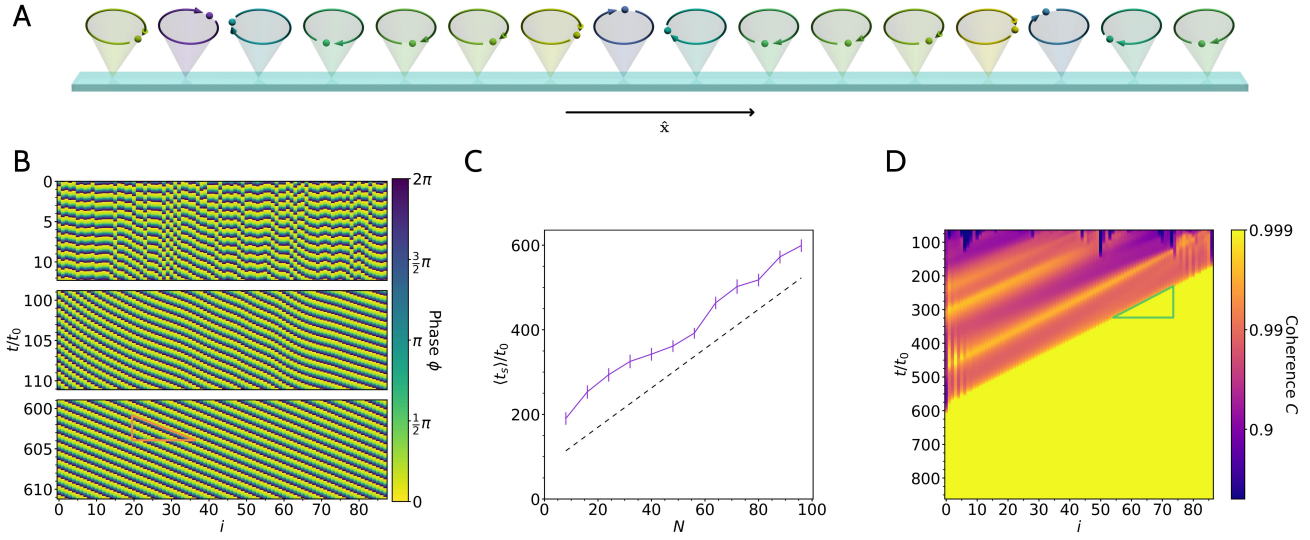 A
x̂
B
0
5
10
100
105
110
600
605
610
t/t₀
0 10 20 30 40 50 60 70 80
i
2π
3/2 π
π
1/2 π
0
Phase ϕ
C
600
400
200
0
⟨tₛ⟩/t₀
0 20 40 60 80 100
N
D
100
200
300
400
500
600
700
800
t/t₀
0 10 20 30 40 50 60 70 80
i
0.999
0.99
0.9
Coherence C